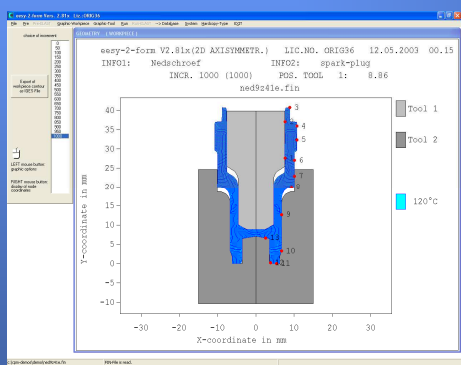 easy-2-form Vers. 2.81x Lic.:ORIG36
File Pre Graphic-Workpiece Graphic-Tool Run --> DataBase System Hardcopy-Type EXIT
choice of increment
0
50
100
150
200
250
300
350
400
450
500
550
600
650
700
750
800
850
900
950
1000
Export of
workpiece contour
as IGES File
LEFT mouse button:
graphic options
RIGHT mouse button:
display of node
coordinates
GEOMETRY (WORKPIECE)
eesy-2-form V2.81x(2D AXISYMMETR.) LIC.NO. ORIG36 12.05.2003 00.15
INFO1: Nedschroef INFO2: spark-plug
INCR. 1000 (1000) POS. TOOL 1: 8.86
ned9z41e.fin
Tool 1
Tool 2
120°C
Y-coordinate in mm
40
35
30
25
20
15
10
5
0
-5
-10
3
4
5
6
7
9
10
11
-30 -20 -10 0 10 20 30
X-coordinate in mm
FIN-File is read.